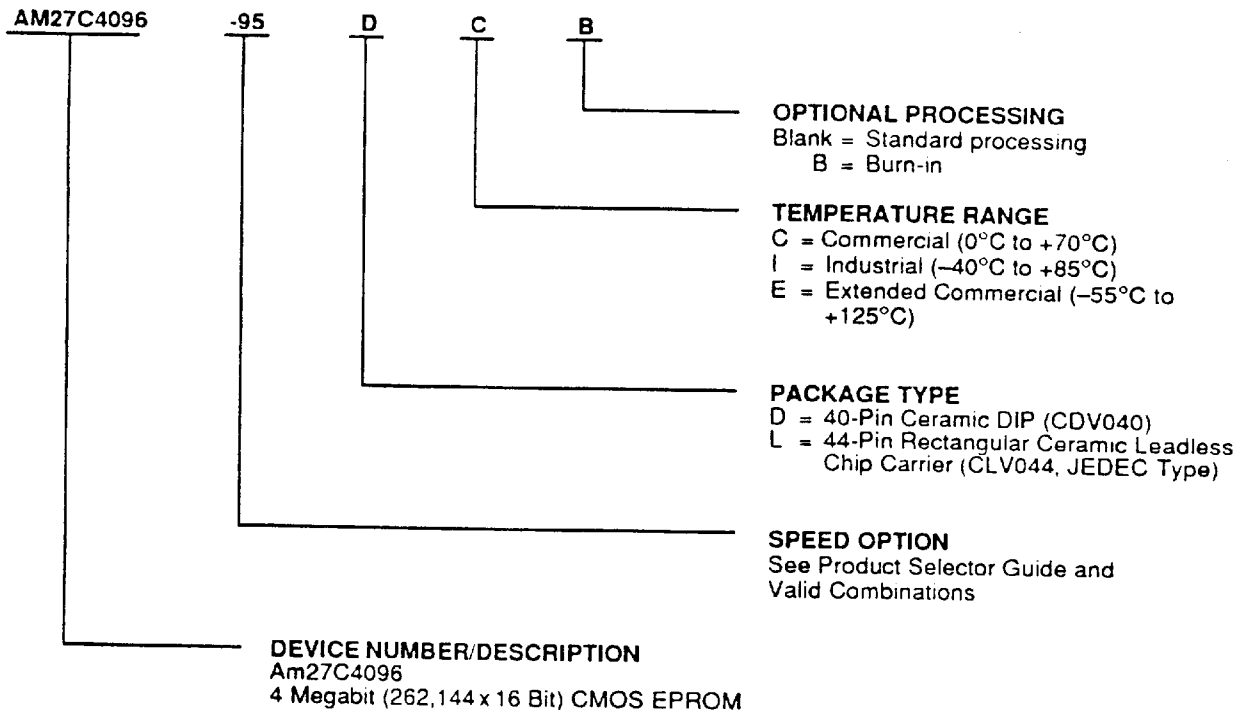 AM27C4096 -95 D C B
OPTIONAL PROCESSING
Blank = Standard processing
B = Burn-in
TEMPERATURE RANGE
C = Commercial (0°C to +70°C)
I = Industrial (–40°C to +85°C)
E = Extended Commercial (–55°C to
+125°C)
PACKAGE TYPE
D = 40-Pin Ceramic DIP (CDV040)
L = 44-Pin Rectangular Ceramic Leadless
Chip Carrier (CLV044, JEDEC Type)
SPEED OPTION
See Product Selector Guide and
Valid Combinations
DEVICE NUMBER/DESCRIPTION
Am27C4096
4 Megabit (262,144 x 16 Bit) CMOS EPROM